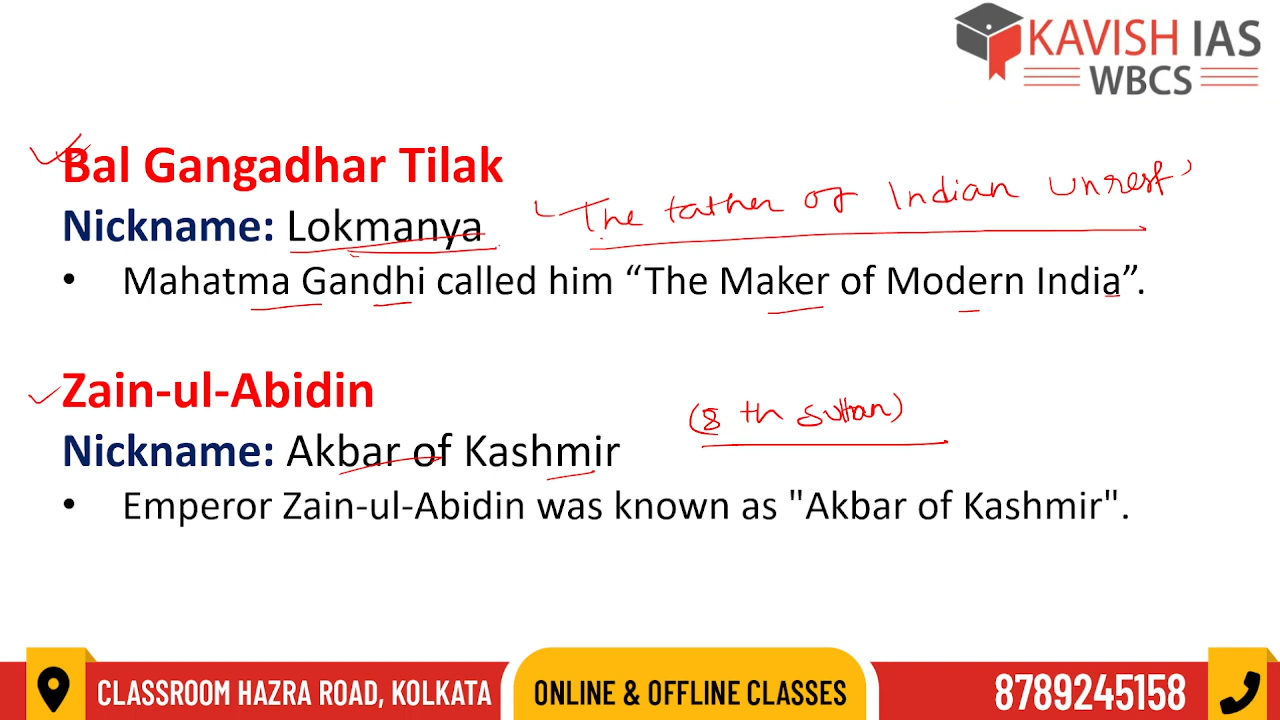 KAVISH IAS
WBCS
Bal Gangadhar Tilak
'The father of Indian Unrest'
Nickname: Lokmanya
• Mahatma Gandhi called him “The Maker of Modern India”.
Zain-ul-Abidin
(8 th Sultan)
Nickname: Akbar of Kashmir
• Emperor Zain-ul-Abidin was known as "Akbar of Kashmir".
CLASSROOM HAZRA ROAD, KOLKATA
ONLINE & OFFLINE CLASSES
8789245158